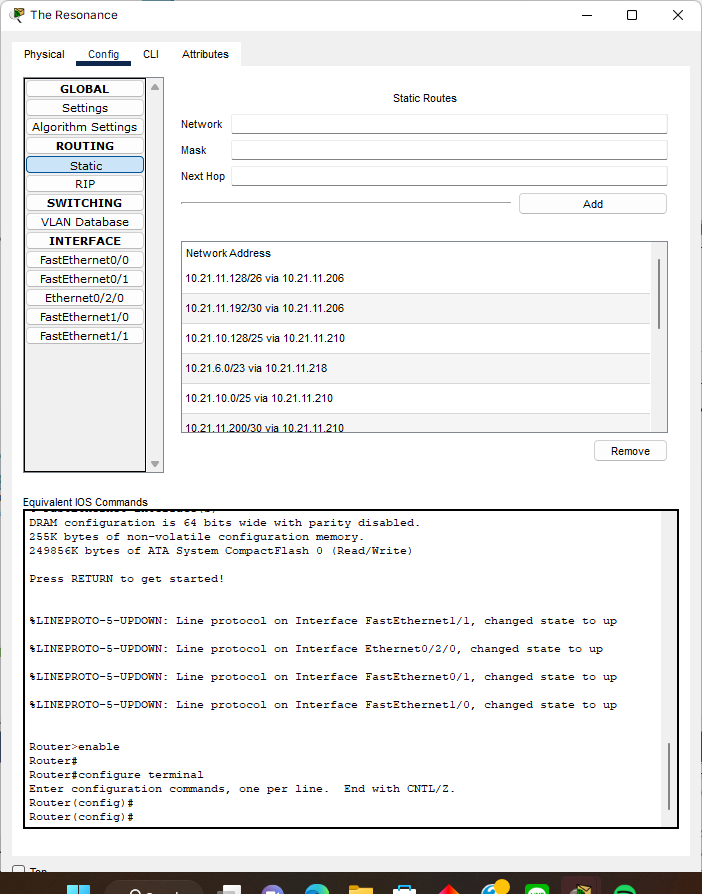 The Resonance
Physical Config CLI Attributes
GLOBAL
Settings
Algorithm Settings
ROUTING
Static
RIP
SWITCHING
VLAN Database
INTERFACE
FastEthernet0/0
FastEthernet0/1
Ethernet0/2/0
FastEthernet1/0
FastEthernet1/1
Static Routes
Network
Mask
Next Hop
Add
Network Address
10.21.11.128/26 via 10.21.11.206
10.21.11.192/30 via 10.21.11.206
10.21.10.128/25 via 10.21.11.210
10.21.6.0/23 via 10.21.11.218
10.21.10.0/25 via 10.21.11.210
10.21.11.200/30 via 10.21.11.210
Remove
Equivalent IOS Commands
DRAM configuration is 64 bits wide with parity disabled.
255K bytes of non-volatile configuration memory.
249856K bytes of ATA System CompactFlash 0 (Read/Write)
Press RETURN to get started!
%LINEPROTO-5-UPDOWN: Line protocol on Interface FastEthernet1/1, changed state to up
%LINEPROTO-5-UPDOWN: Line protocol on Interface Ethernet0/2/0, changed state to up
%LINEPROTO-5-UPDOWN: Line protocol on Interface FastEthernet0/1, changed state to up
%LINEPROTO-5-UPDOWN: Line protocol on Interface FastEthernet1/0, changed state to up
Router>enable
Router#
Router#configure terminal
Enter configuration commands, one per line.  End with CNTL/Z.
Router(config)#
Router(config)#
Top